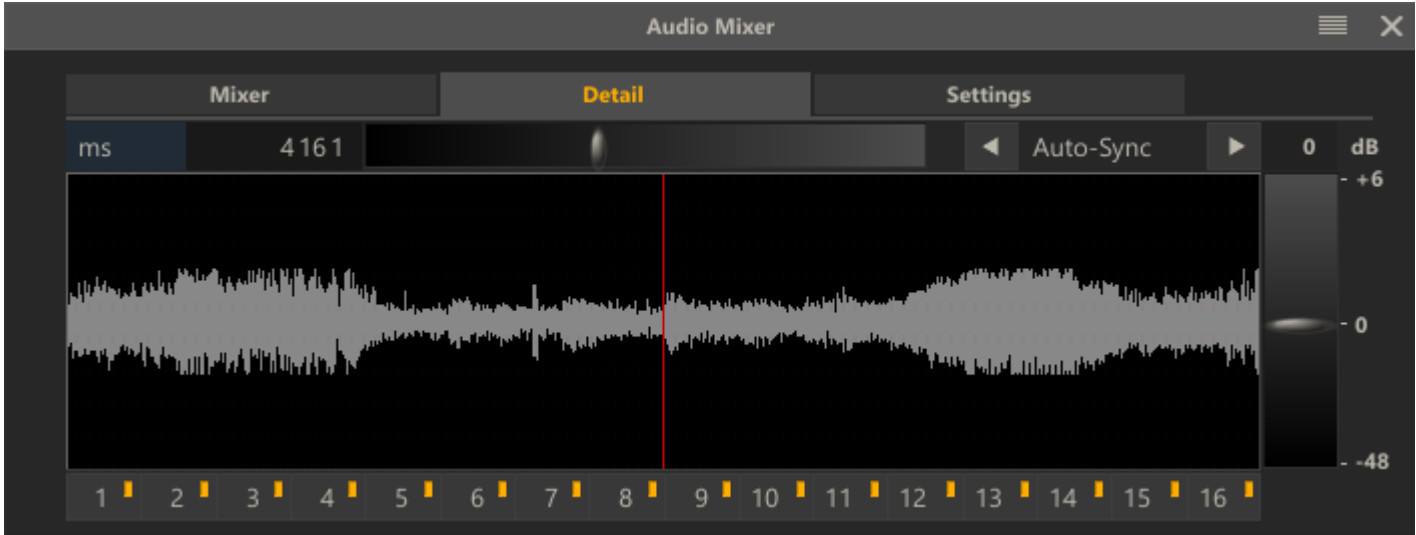 Audio Mixer
Mixer Detail Settings
ms 4161 Auto-Sync 0 dB
- +6
- 0
- -48
1 2 3 4 5 6 7 8 9 10 11 12 13 14 15 16